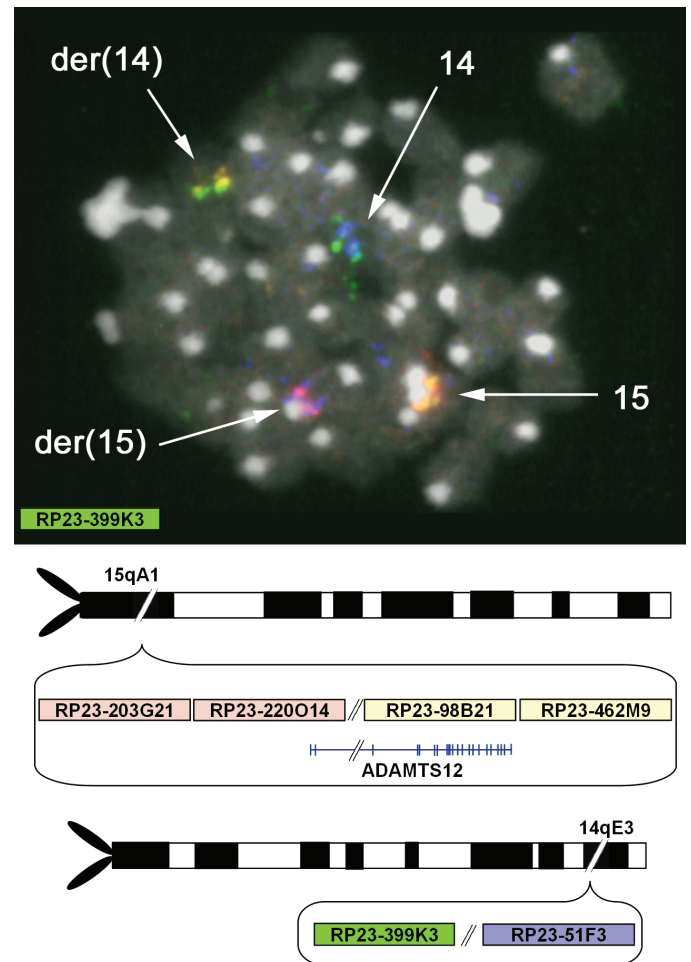 der(14)
14
15
der(15)
RP23-399K3
15qA1
RP23-203G21 RP23-220O14 // RP23-98B21 RP23-462M9
ADAMTS12
14qE3
RP23-399K3 // RP23-51F3